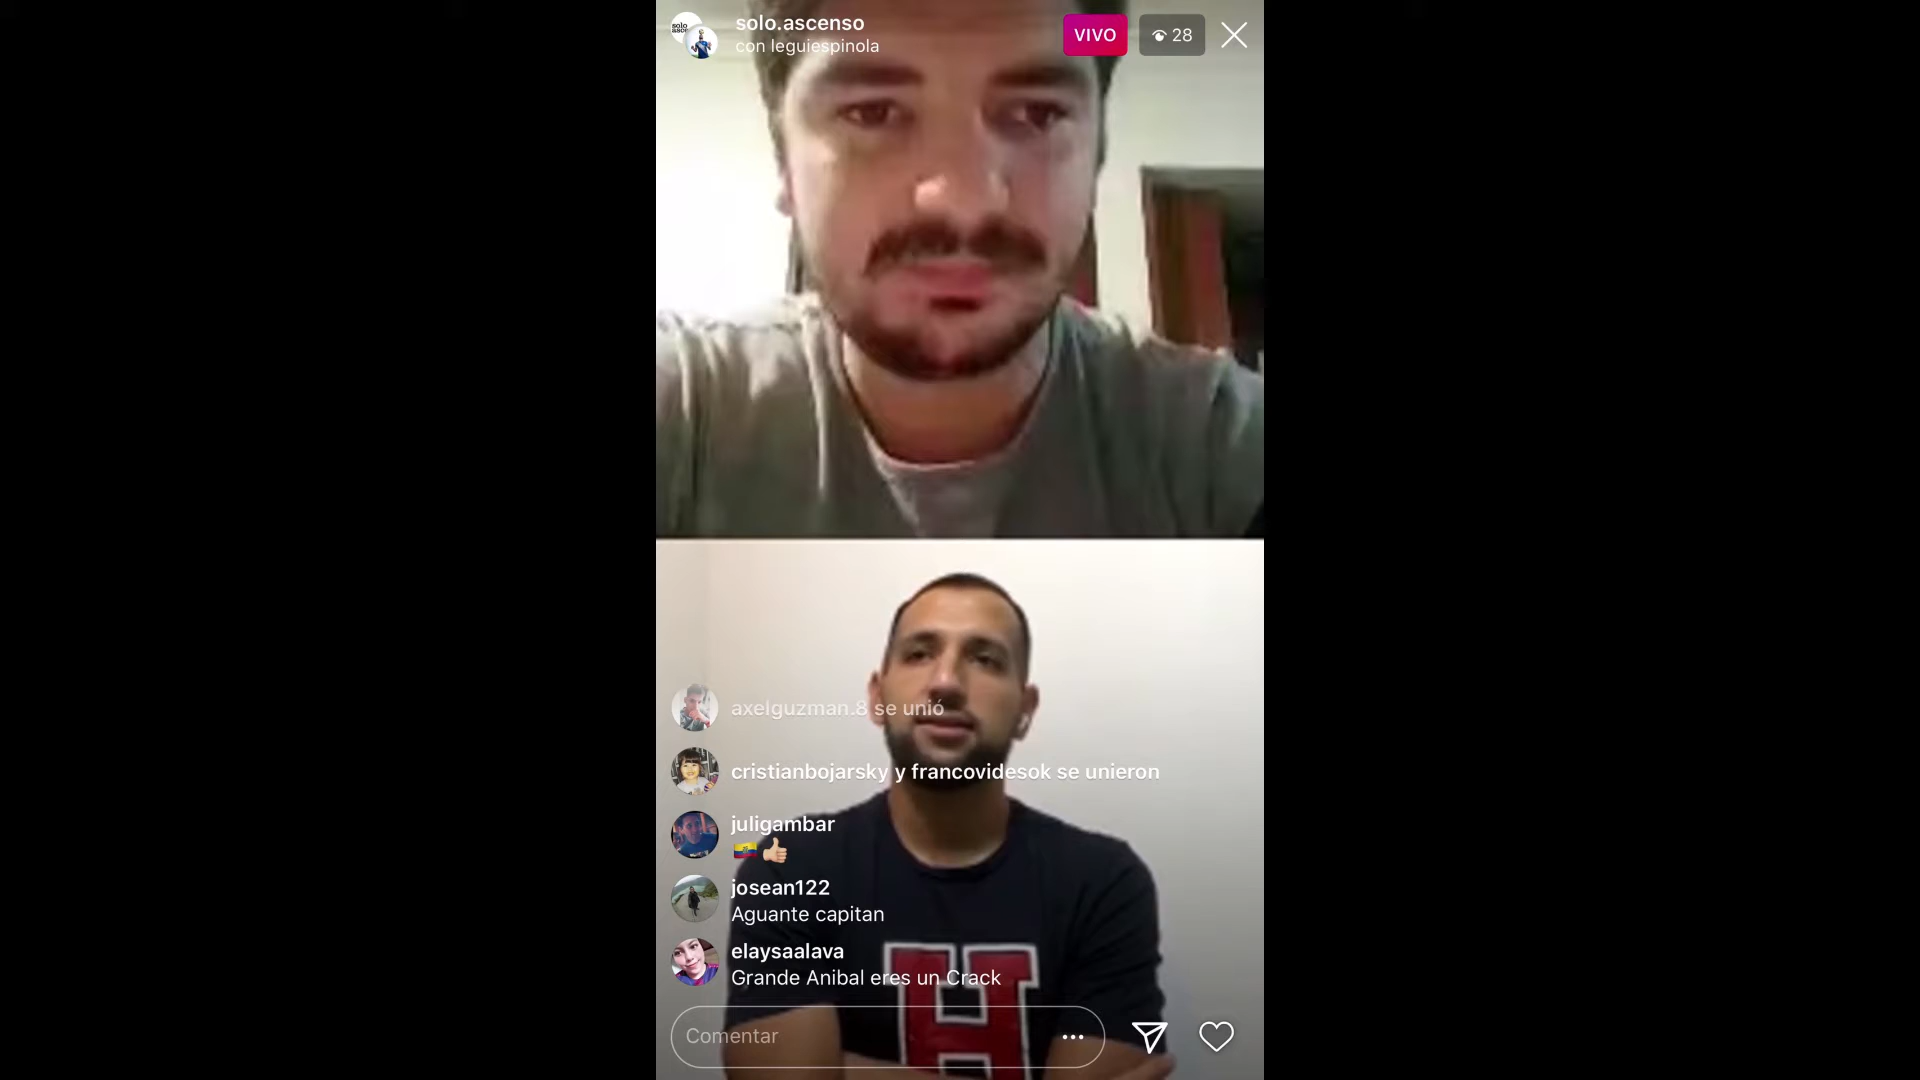 solo.ascenso
con leguiespinola
VIVO
28
axelguzman.8 se unió
cristianbojarsky y francovidesok se unieron
juligambar
🇪🇨👍🏼
josean122
Aguante capitan
elaysaalava
Grande Anibal eres un Crack
H
Comentar